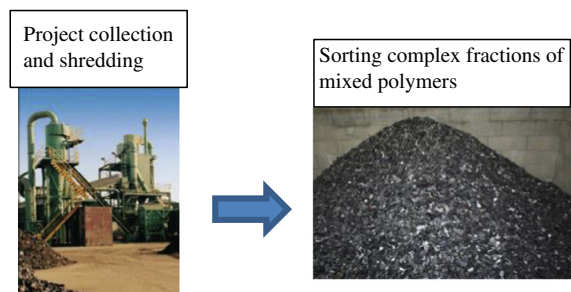 Project collection
and shredding
Sorting complex fractions of
mixed polymers